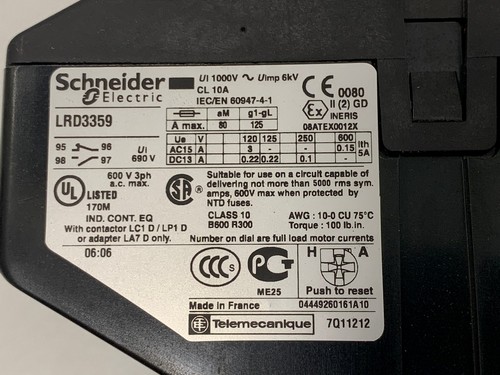 Schneider Electric
UI 1000V ~ UImp 6kV
CL 10A
IEC/EN 60947-4-1
CE 0080
Ex II (2) GD
INERIS
08ATEX0012X
LRD3359
aM g1-gL
A max. 80 125
95 96
98 97
Ui 690 V
Ue V 120 125 250 600
AC15 A 3 - - 0.15
DC13 A 0.22 0.22 0.1 -
Ith 5A
600 V 3ph
a.c. max.
UL LISTED
170M
IND. CONT. EQ
With contactor LC1 D / LP1 D
or adapter LA7 D only.
06:06
SA
Suitable for use on a circuit capable of
delivering not more than 5000 rms sym.
amps, 600V max when protected by
NTD fuses.
CLASS 10 AWG : 10-0 CU 75°C
B600 R300 Torque : 100 lb.in.
Number on dial are full load motor currents
CCC S
PCT
ME25
H A
Push to reset
Made in France 04449260161A10
Telemecanique 7Q11212